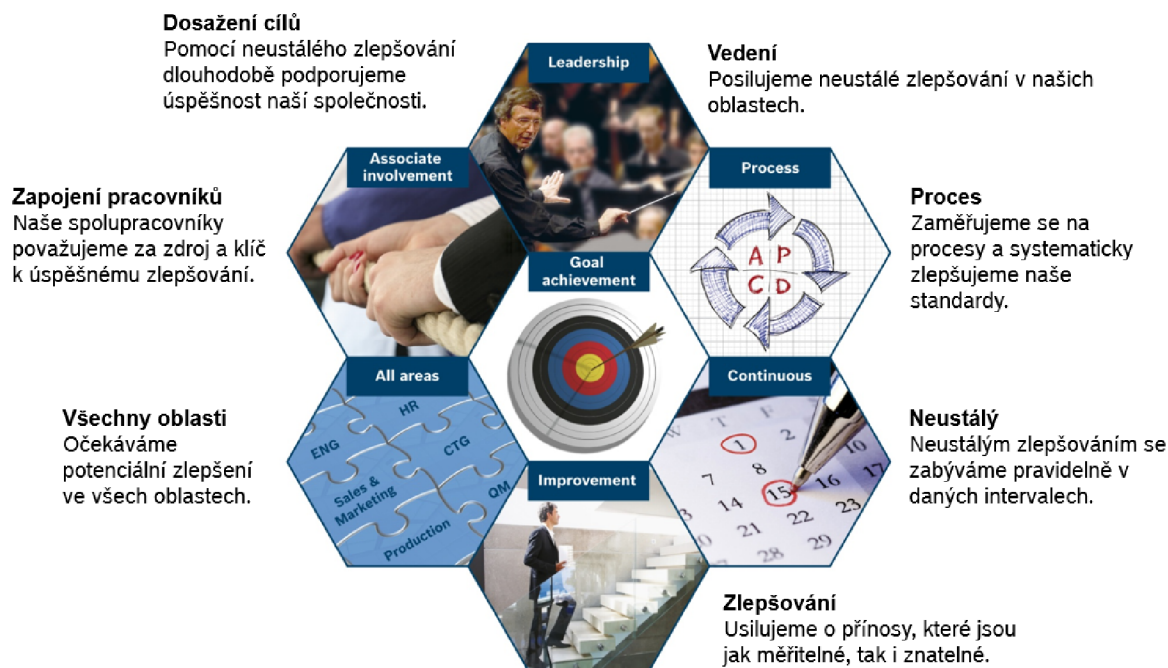 Dosažení cílů
Pomocí neustálého zlepšování
dlouhodobě podporujeme
úspěšnost naší společnosti.
Leadership
Vedení
Posilujeme neustálé zlepšování v našich
oblastech.
Associate
involvement
Zapojení pracovníků
Naše spolupracovníky
považujeme za zdroj a klíč
k úspěšnému zlepšování.
Goal
achievement
Process
A P
C D
Proces
Zaměřujeme se na
procesy a systematicky
zlepšujeme naše
standardy.
All areas
HR
ENG
CTG
Sales &
Marketing
QM
Production
Všechny oblasti
Očekáváme
potenciální zlepšení
ve všech oblastech.
Improvement
Continuous
W T F
1 2
7 8 10
14 15 16 17
13 21 22 23
28 29
Neustálý
Neustálým zlepšováním se
zabýváme pravidelně v
daných intervalech.
Zlepšování
Usilujeme o přínosy, které jsou
jak měřitelné, tak i znatelné.